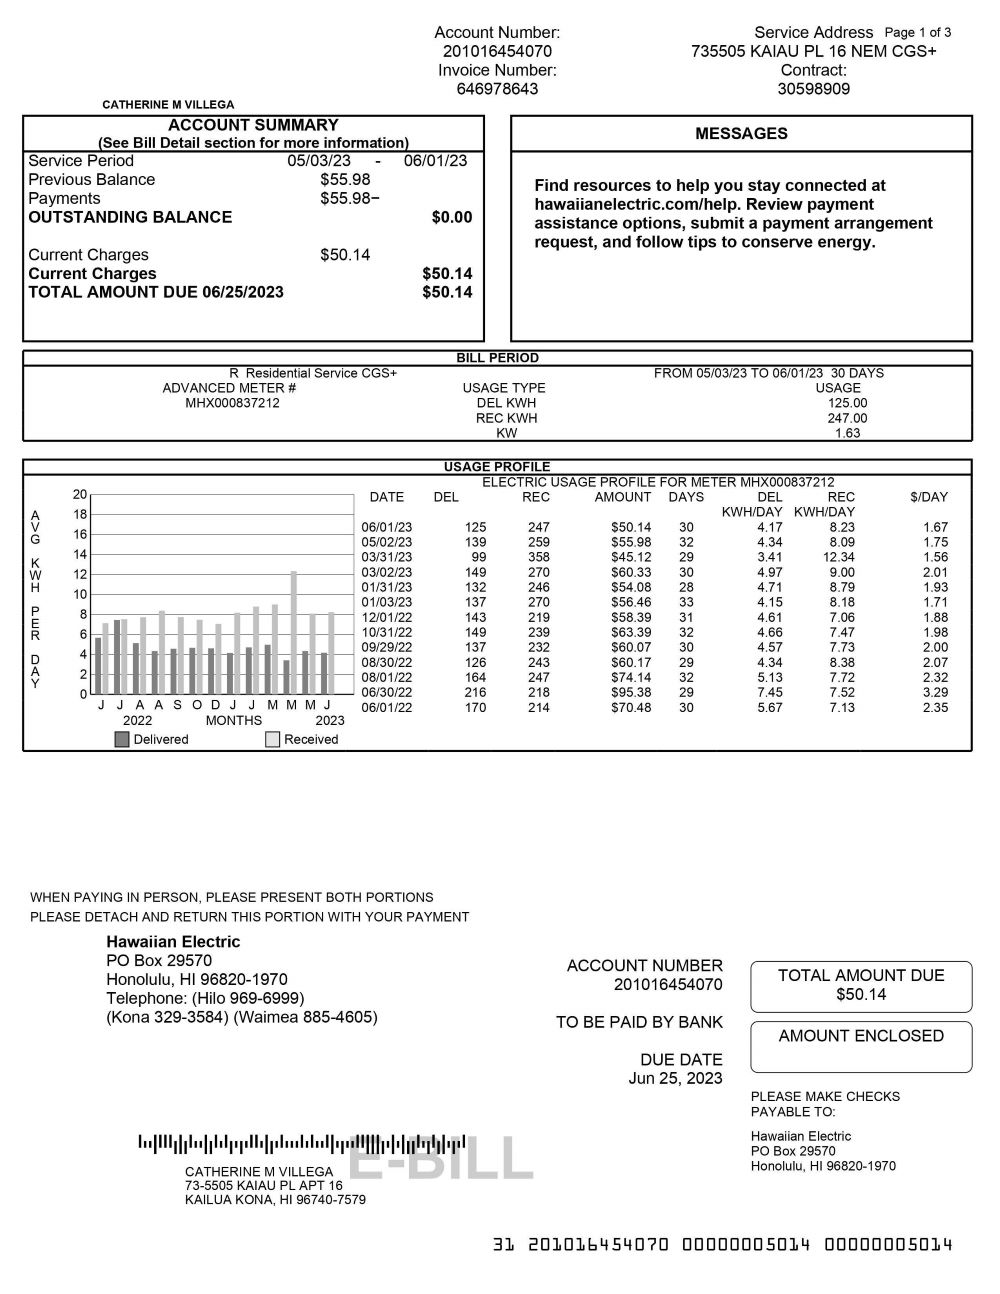 Account Number:
201016454070
Invoice Number:
646978643
Service Address Page 1 of 3
735505 KAIAU PL 16 NEM CGS+
Contract:
30598909
CATHERINE M VILLEGA
ACCOUNT SUMMARY
(See Bill Detail section for more information)
Service Period 05/03/23 - 06/01/23
Previous Balance $55.98
Payments $55.98−
OUTSTANDING BALANCE $0.00
Current Charges $50.14
Current Charges $50.14
TOTAL AMOUNT DUE 06/25/2023 $50.14
MESSAGES
Find resources to help you stay connected at
hawaiianelectric.com/help. Review payment
assistance options, submit a payment arrangement
request, and follow tips to conserve energy.
BILL PERIOD
R Residential Service CGS+ FROM 05/03/23 TO 06/01/23 30 DAYS
ADVANCED METER # USAGE TYPE USAGE
MHX000837212 DEL KWH 125.00
REC KWH 247.00
KW 1.63
USAGE PROFILE
ELECTRIC USAGE PROFILE FOR METER MHX000837212
AVG KWH PER DAY
20
18
16
14
12
10
8
6
4
2
0
J J A A S O D J J M M M J
2022 MONTHS 2023
Delivered Received
DATE DEL REC AMOUNT DAYS DEL REC $/DAY
KWH/DAY KWH/DAY
06/01/23 125 247 $50.14 30 4.17 8.23 1.67
05/02/23 139 259 $55.98 32 4.34 8.09 1.75
03/31/23 99 358 $45.12 29 3.41 12.34 1.56
03/02/23 149 270 $60.33 30 4.97 9.00 2.01
01/31/23 132 246 $54.08 28 4.71 8.79 1.93
01/03/23 137 270 $56.46 33 4.15 8.18 1.71
12/01/22 143 219 $58.39 31 4.61 7.06 1.88
10/31/22 149 239 $63.39 32 4.66 7.47 1.98
09/29/22 137 232 $60.07 30 4.57 7.73 2.00
08/30/22 126 243 $60.17 29 4.34 8.38 2.07
08/01/22 164 247 $74.14 32 5.13 7.72 2.32
06/30/22 216 218 $95.38 29 7.45 7.52 3.29
06/01/22 170 214 $70.48 30 5.67 7.13 2.35
WHEN PAYING IN PERSON, PLEASE PRESENT BOTH PORTIONS
PLEASE DETACH AND RETURN THIS PORTION WITH YOUR PAYMENT
Hawaiian Electric
PO Box 29570
Honolulu, HI 96820-1970
Telephone: (Hilo 969-6999)
(Kona 329-3584) (Waimea 885-4605)
ACCOUNT NUMBER
201016454070
TO BE PAID BY BANK
DUE DATE
Jun 25, 2023
TOTAL AMOUNT DUE
$50.14
AMOUNT ENCLOSED
PLEASE MAKE CHECKS
PAYABLE TO:
Hawaiian Electric
PO Box 29570
Honolulu, HI 96820-1970
E-BILL
CATHERINE M VILLEGA
73-5505 KAIAU PL APT 16
KAILUA KONA, HI 96740-7579
31 201016454070 00000005014 00000005014